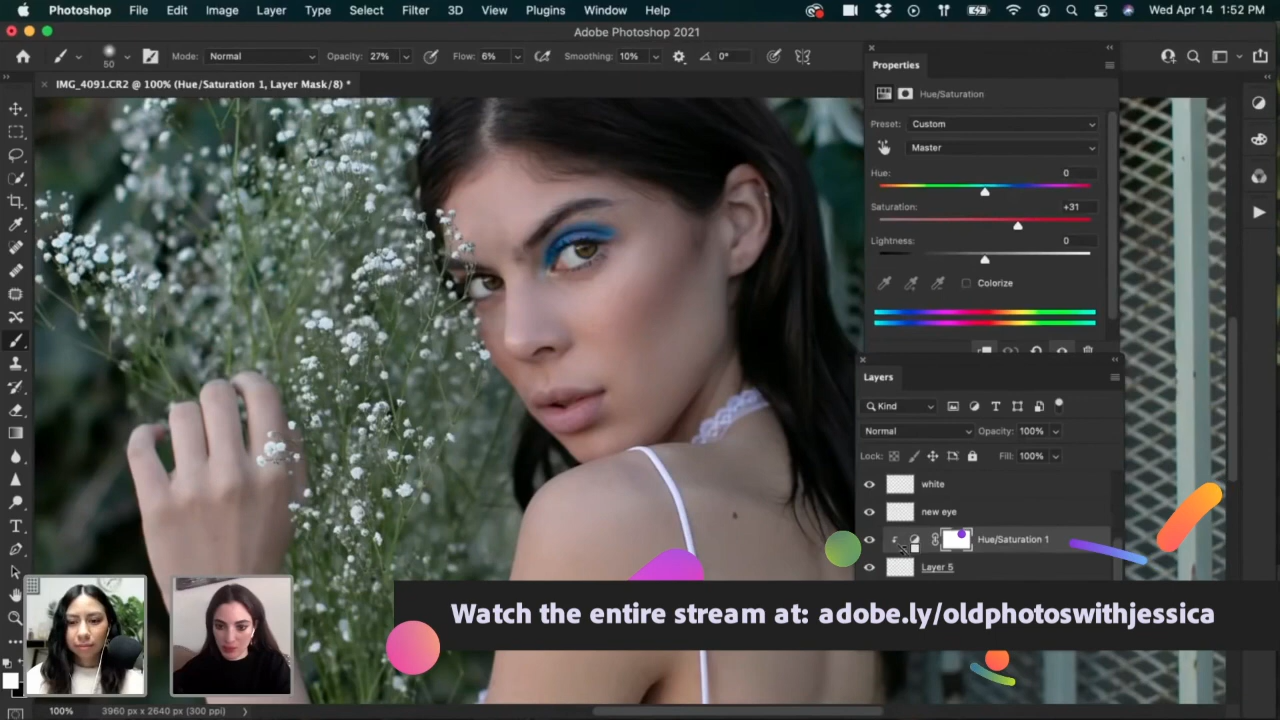 Photoshop File Edit Image Layer Type Select Filter 3D View Plugins Window Help Wed Apr 14 1:52 PM
Adobe Photoshop 2021
50 Mode: Normal Opacity: 27% Flow: 6% Smoothing: 10% 0°
IMG_4091.CR2 @ 100% (Hue/Saturation 1, Layer Mask/8) *
Properties
Hue/Saturation
Preset: Custom
Master
Hue: 0
Saturation: +31
Lightness: 0
Colorize
Layers
Kind
Normal Opacity: 100%
Lock: Fill: 100%
white
new eye
Hue/Saturation 1
Layer 5
Watch the entire stream at: adobe.ly/oldphotoswithjessica
100% 3960 px x 2640 px (300 ppi)